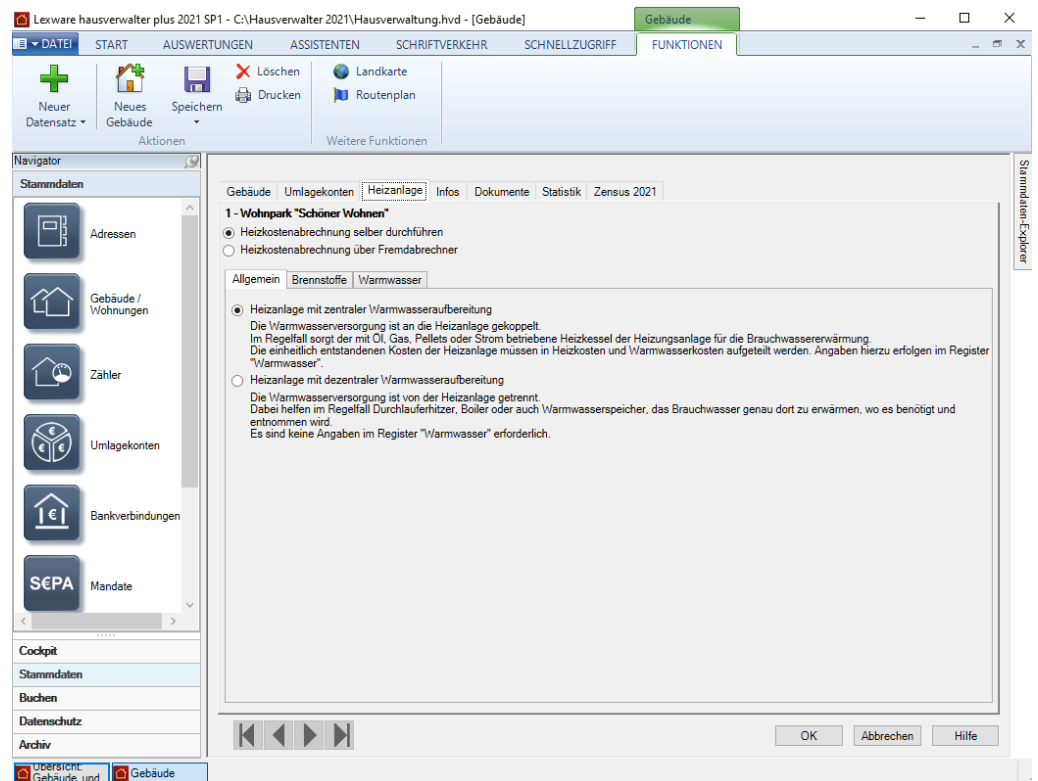 Lexware hausverwalter plus 2021 SP1 - C:\Hausverwalter 2021\Hausverwaltung.hvd - [Gebäude]
Gebäude
DATEI START AUSWERTUNGEN ASSISTENTEN SCHRIFTVERKEHR SCHNELLZUGRIFF FUNKTIONEN
Neuer
Datensatz
Neues
Gebäude
Speichern
Löschen
Drucken
Aktionen
Landkarte
Routenplan
Weitere Funktionen
Navigator
Stammdaten
Adressen
Gebäude /
Wohnungen
Zähler
Umlagekonten
Bankverbindungen
S€PA
Mandate
Cockpit
Stammdaten
Buchen
Datenschutz
Archiv
Gebäude Umlagekonten Heizanlage Infos Dokumente Statistik Zensus 2021
1 - Wohnpark "Schöner Wohnen"
Heizkostenabrechnung selber durchführen
Heizkostenabrechnung über Fremdabrechner
Allgemein Brennstoffe Warmwasser
Heizanlage mit zentraler Warmwasseraufbereitung
Die Warmwasserversorgung ist an die Heizanlage gekoppelt.
Im Regelfall sorgt der mit Öl, Gas, Pellets oder Strom betriebene Heizkessel der Heizungsanlage für die Brauchwassererwärmung.
Die einheitlich entstandenen Kosten der Heizanlage müssen in Heizkosten und Warmwasserkosten aufgeteilt werden. Angaben hierzu erfolgen im Register
"Warmwasser".
Heizanlage mit dezentraler Warmwasseraufbereitung
Die Warmwasserversorgung ist von der Heizanlage getrennt.
Dabei helfen im Regelfall Durchlauferhitzer, Boiler oder auch Warmwasserspeicher, das Brauchwasser genau dort zu erwärmen, wo es benötigt und
entnommen wird.
Es sind keine Angaben im Register "Warmwasser" erforderlich.
OK Abbrechen Hilfe
Stammdaten-Explorer
Übersicht:
Gebäude und
Gebäude